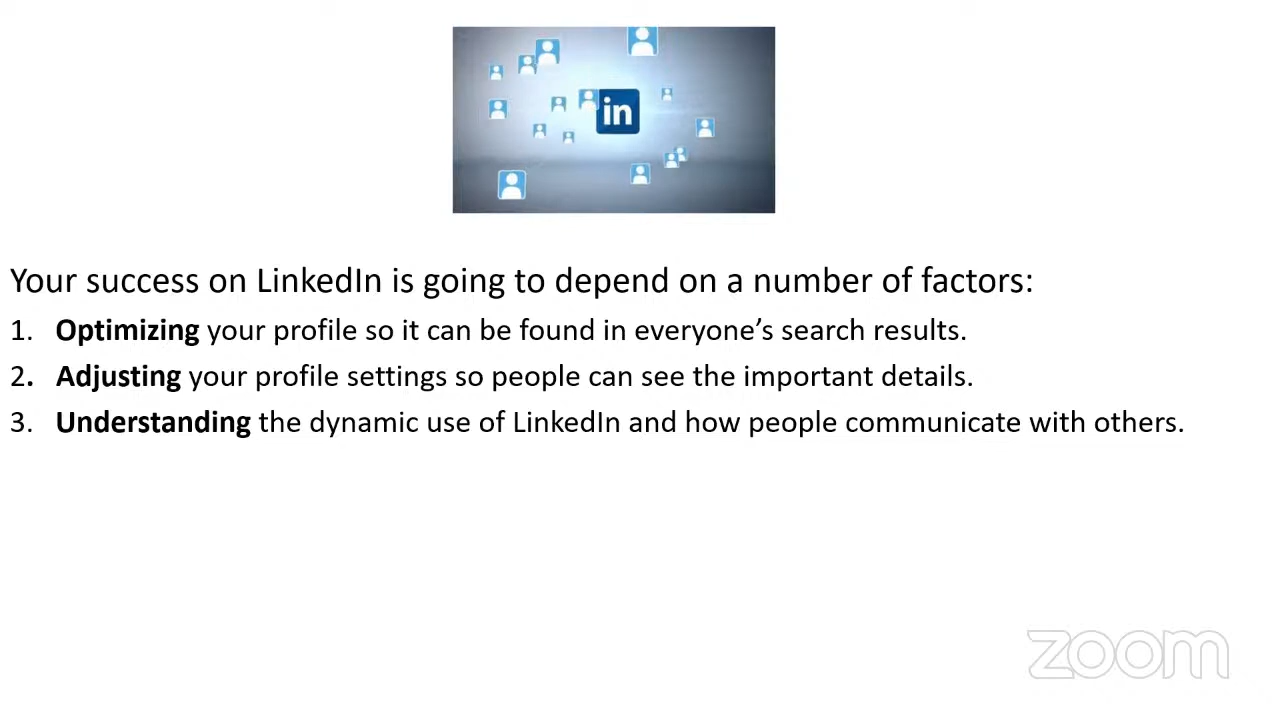 in
Your success on LinkedIn is going to depend on a number of factors:
1. Optimizing your profile so it can be found in everyone’s search results.
2. Adjusting your profile settings so people can see the important details.
3. Understanding the dynamic use of LinkedIn and how people communicate with others.
zoom